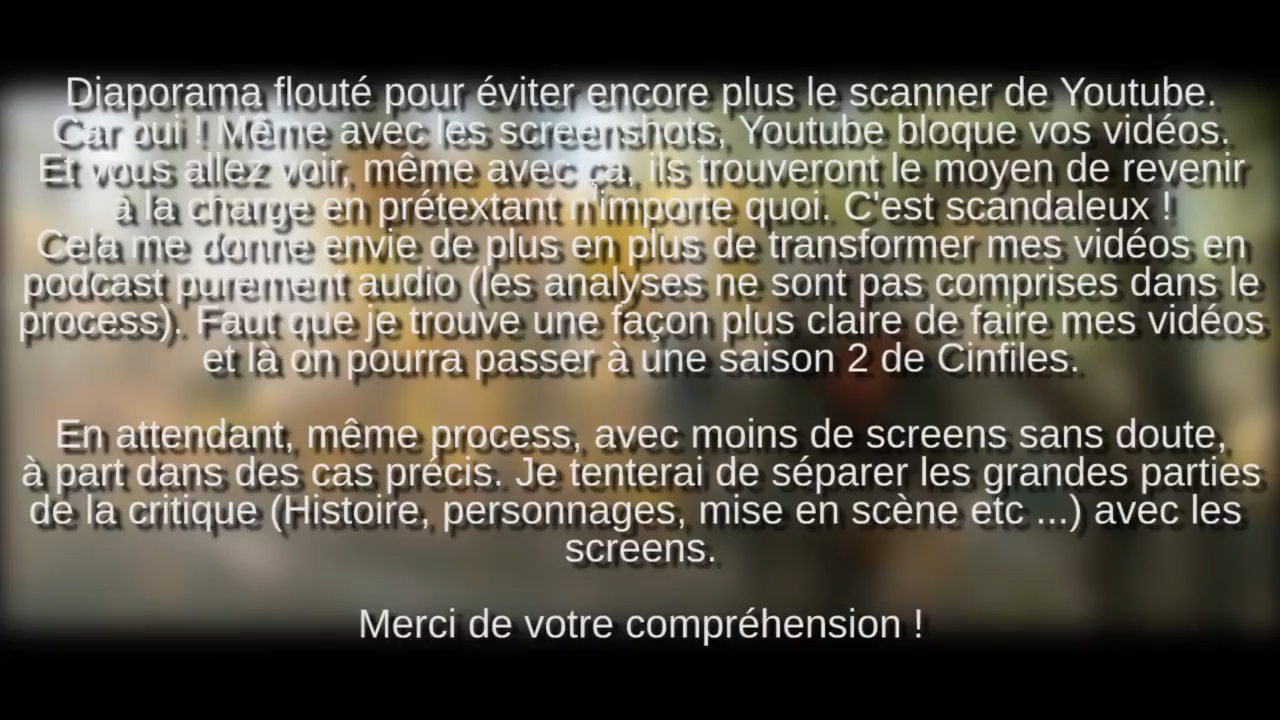 Diaporama flouté pour éviter encore plus le scanner de Youtube.
Car oui ! Même avec les screenshots, Youtube bloque vos vidéos.
Et vous allez voir, même avec ça, ils trouveront le moyen de revenir
à la charge en prétextant n'importe quoi. C'est scandaleux !
Cela me donne envie de plus en plus de transformer mes vidéos en
podcast purement audio (les analyses ne sont pas comprises dans le
process). Faut que je trouve une façon plus claire de faire mes vidéos
et là on pourra passer à une saison 2 de Cinfiles.
En attendant, même process, avec moins de screens sans doute,
à part dans des cas précis. Je tenterai de séparer les grandes parties
de la critique (Histoire, personnages, mise en scène etc ...) avec les
screens.
Merci de votre compréhension !